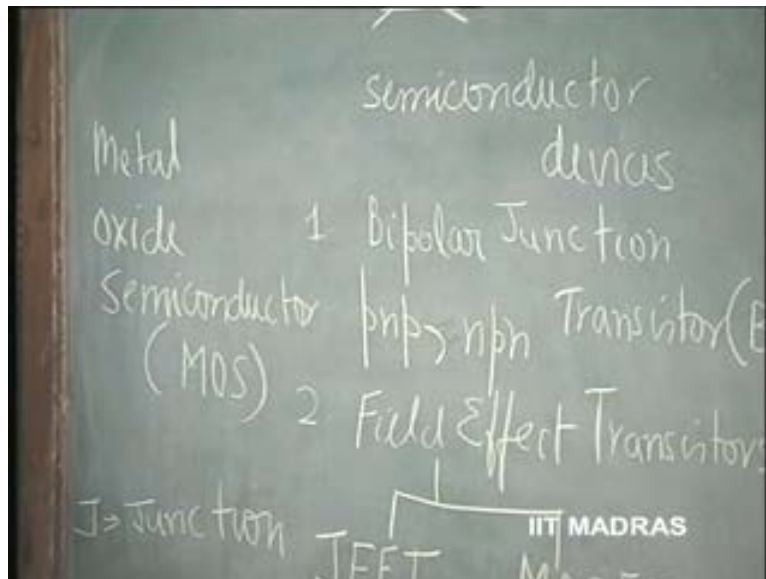 semiconductor
devices
Metal
oxide
Semiconductor
(MOS)
1 Bipolar Junction
pnp, npn Transistor(B
2 Field Effect Transistors
J⇒Junction
JFET
IIT MADRAS